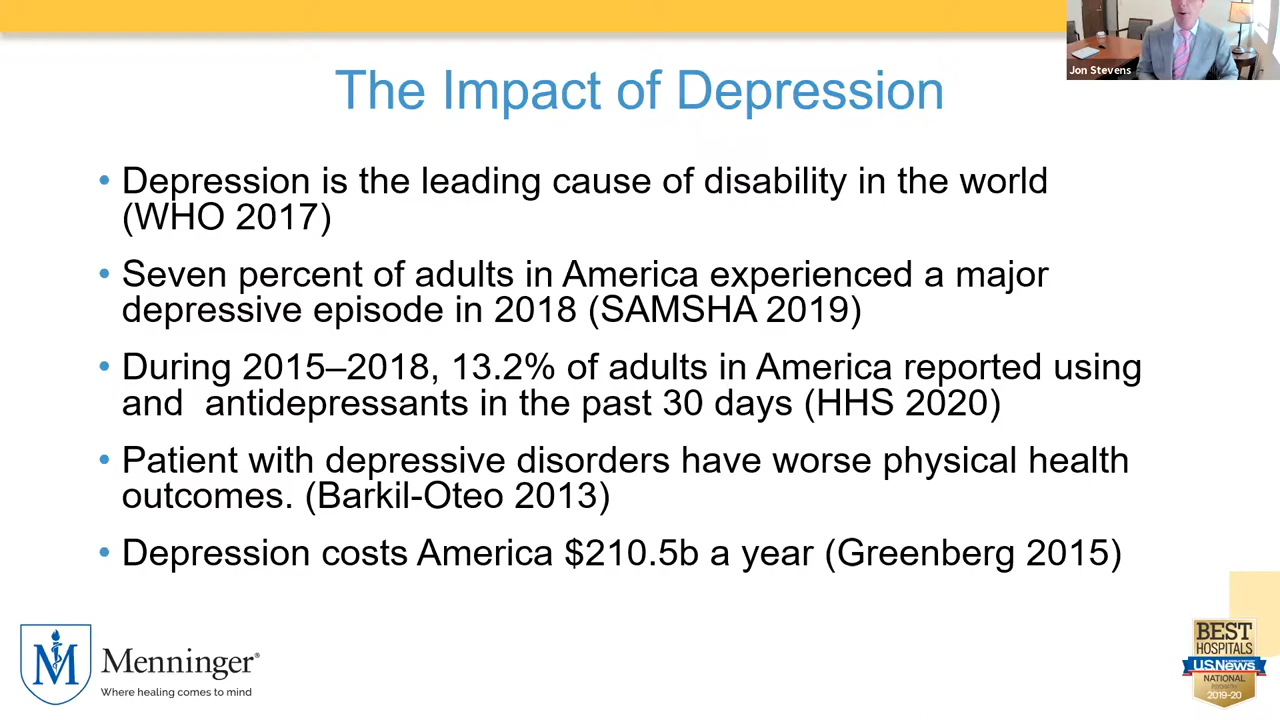 Jon Stevens
The Impact of Depression
• Depression is the leading cause of disability in the world
(WHO 2017)
• Seven percent of adults in America experienced a major
depressive episode in 2018 (SAMSHA 2019)
• During 2015–2018, 13.2% of adults in America reported using
and  antidepressants in the past 30 days (HHS 2020)
• Patient with depressive disorders have worse physical health
outcomes. (Barkil-Oteo 2013)
• Depression costs America $210.5b a year (Greenberg 2015)
M
Menninger®
Where healing comes to mind
BEST
HOSPITALS
U.S.News
NATIONAL
PSYCHIATRY
2019-20